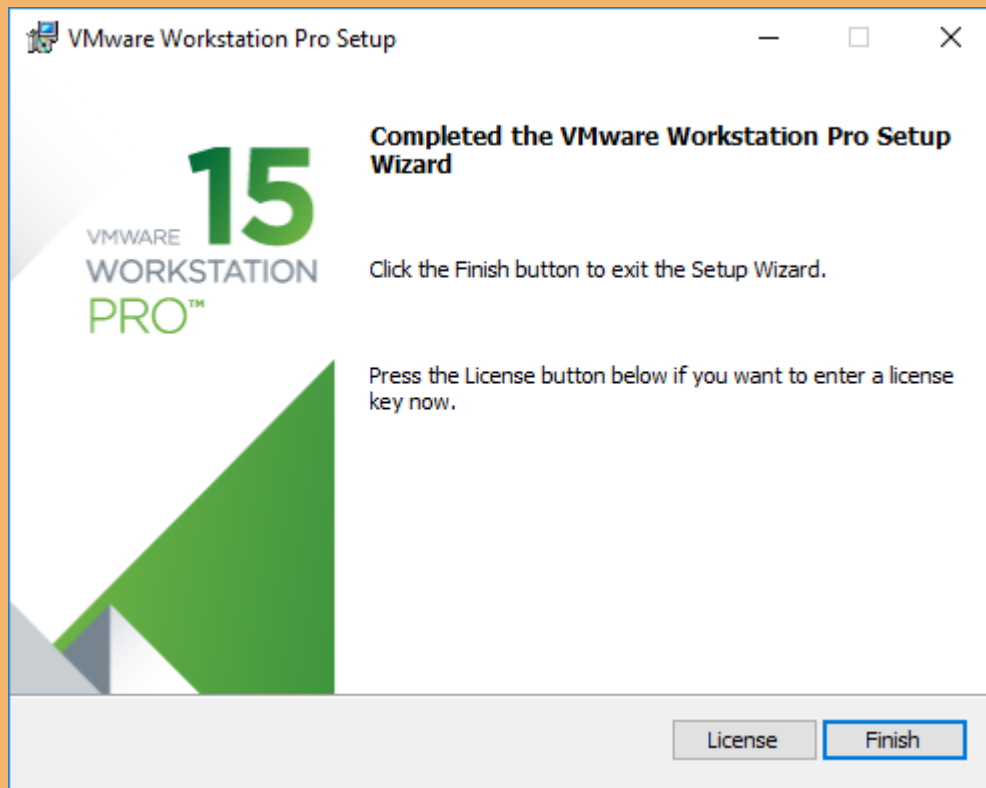 VMware Workstation Pro Setup
Completed the VMware Workstation Pro Setup
Wizard
15
VMWARE
WORKSTATION
PRO™
Click the Finish button to exit the Setup Wizard.
Press the License button below if you want to enter a license
key now.
License
Finish